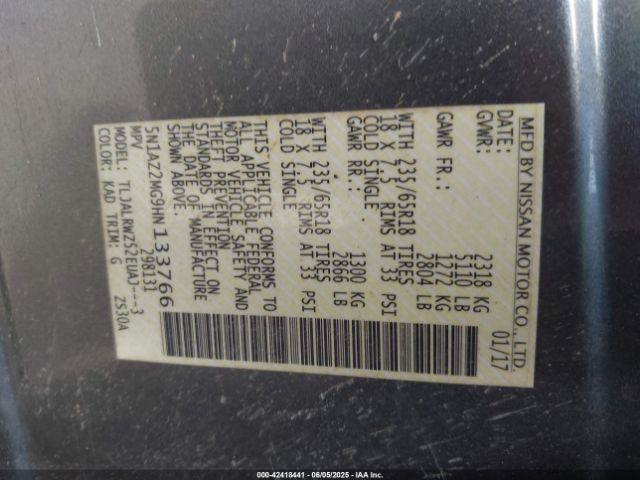 MFD BY NISSAN MOTOR CO., LTD.
DATE: 01/17
GVWR: 2318 KG
5110 LB
GAWR FR.: 1272 KG
2804 LB
WITH 235/65R18 TIRES
18 X 7.5 RIMS AT 33 PSI
COLD SINGLE
GAWR RR.: 1300 KG
2866 LB
WITH 235/65R18 TIRES
18 X 7.5 RIMS AT 33 PSI
COLD SINGLE
THIS VEHICLE CONFORMS TO
ALL APPLICABLE FEDERAL
MOTOR VEHICLE SAFETY AND
THEFT PREVENTION
STANDARDS IN EFFECT ON
THE DATE OF MANUFACTURE
SHOWN ABOVE.
5N1AZ2MG9HN133766
MPV 298131
MODEL: TL3ALRWZ52EUAJ---3
COLOR: KAD TRIM: G ZS30A
000-42418441 - 06/05/2025 - IAA Inc.